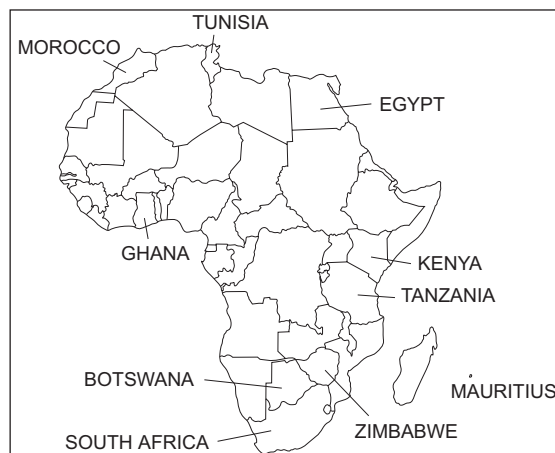 TUNISIA
MOROCCO
EGYPT
GHANA
KENYA
TANZANIA
BOTSWANA
MAURITIUS
ZIMBABWE
SOUTH AFRICA